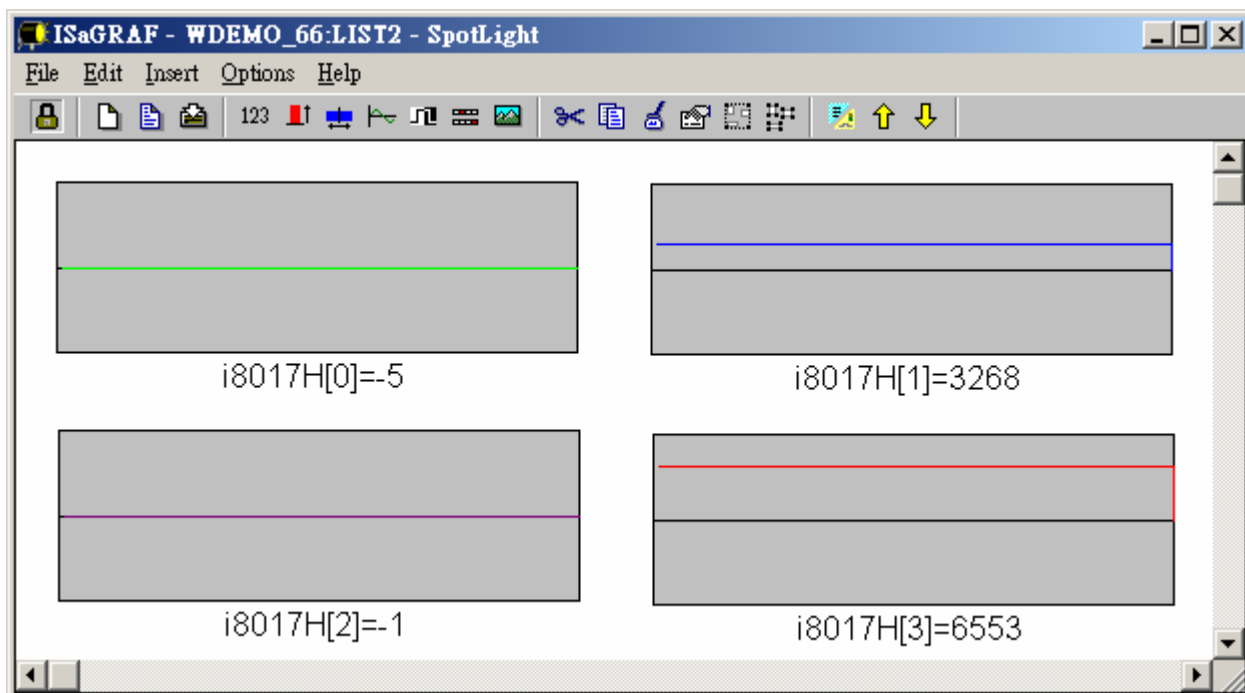 ISaGRAF - WDEMO_66:LIST2 - SpotLight
File Edit Insert Options Help
123
i8017H[0]=-5
i8017H[1]=3268
i8017H[2]=-1
i8017H[3]=6553